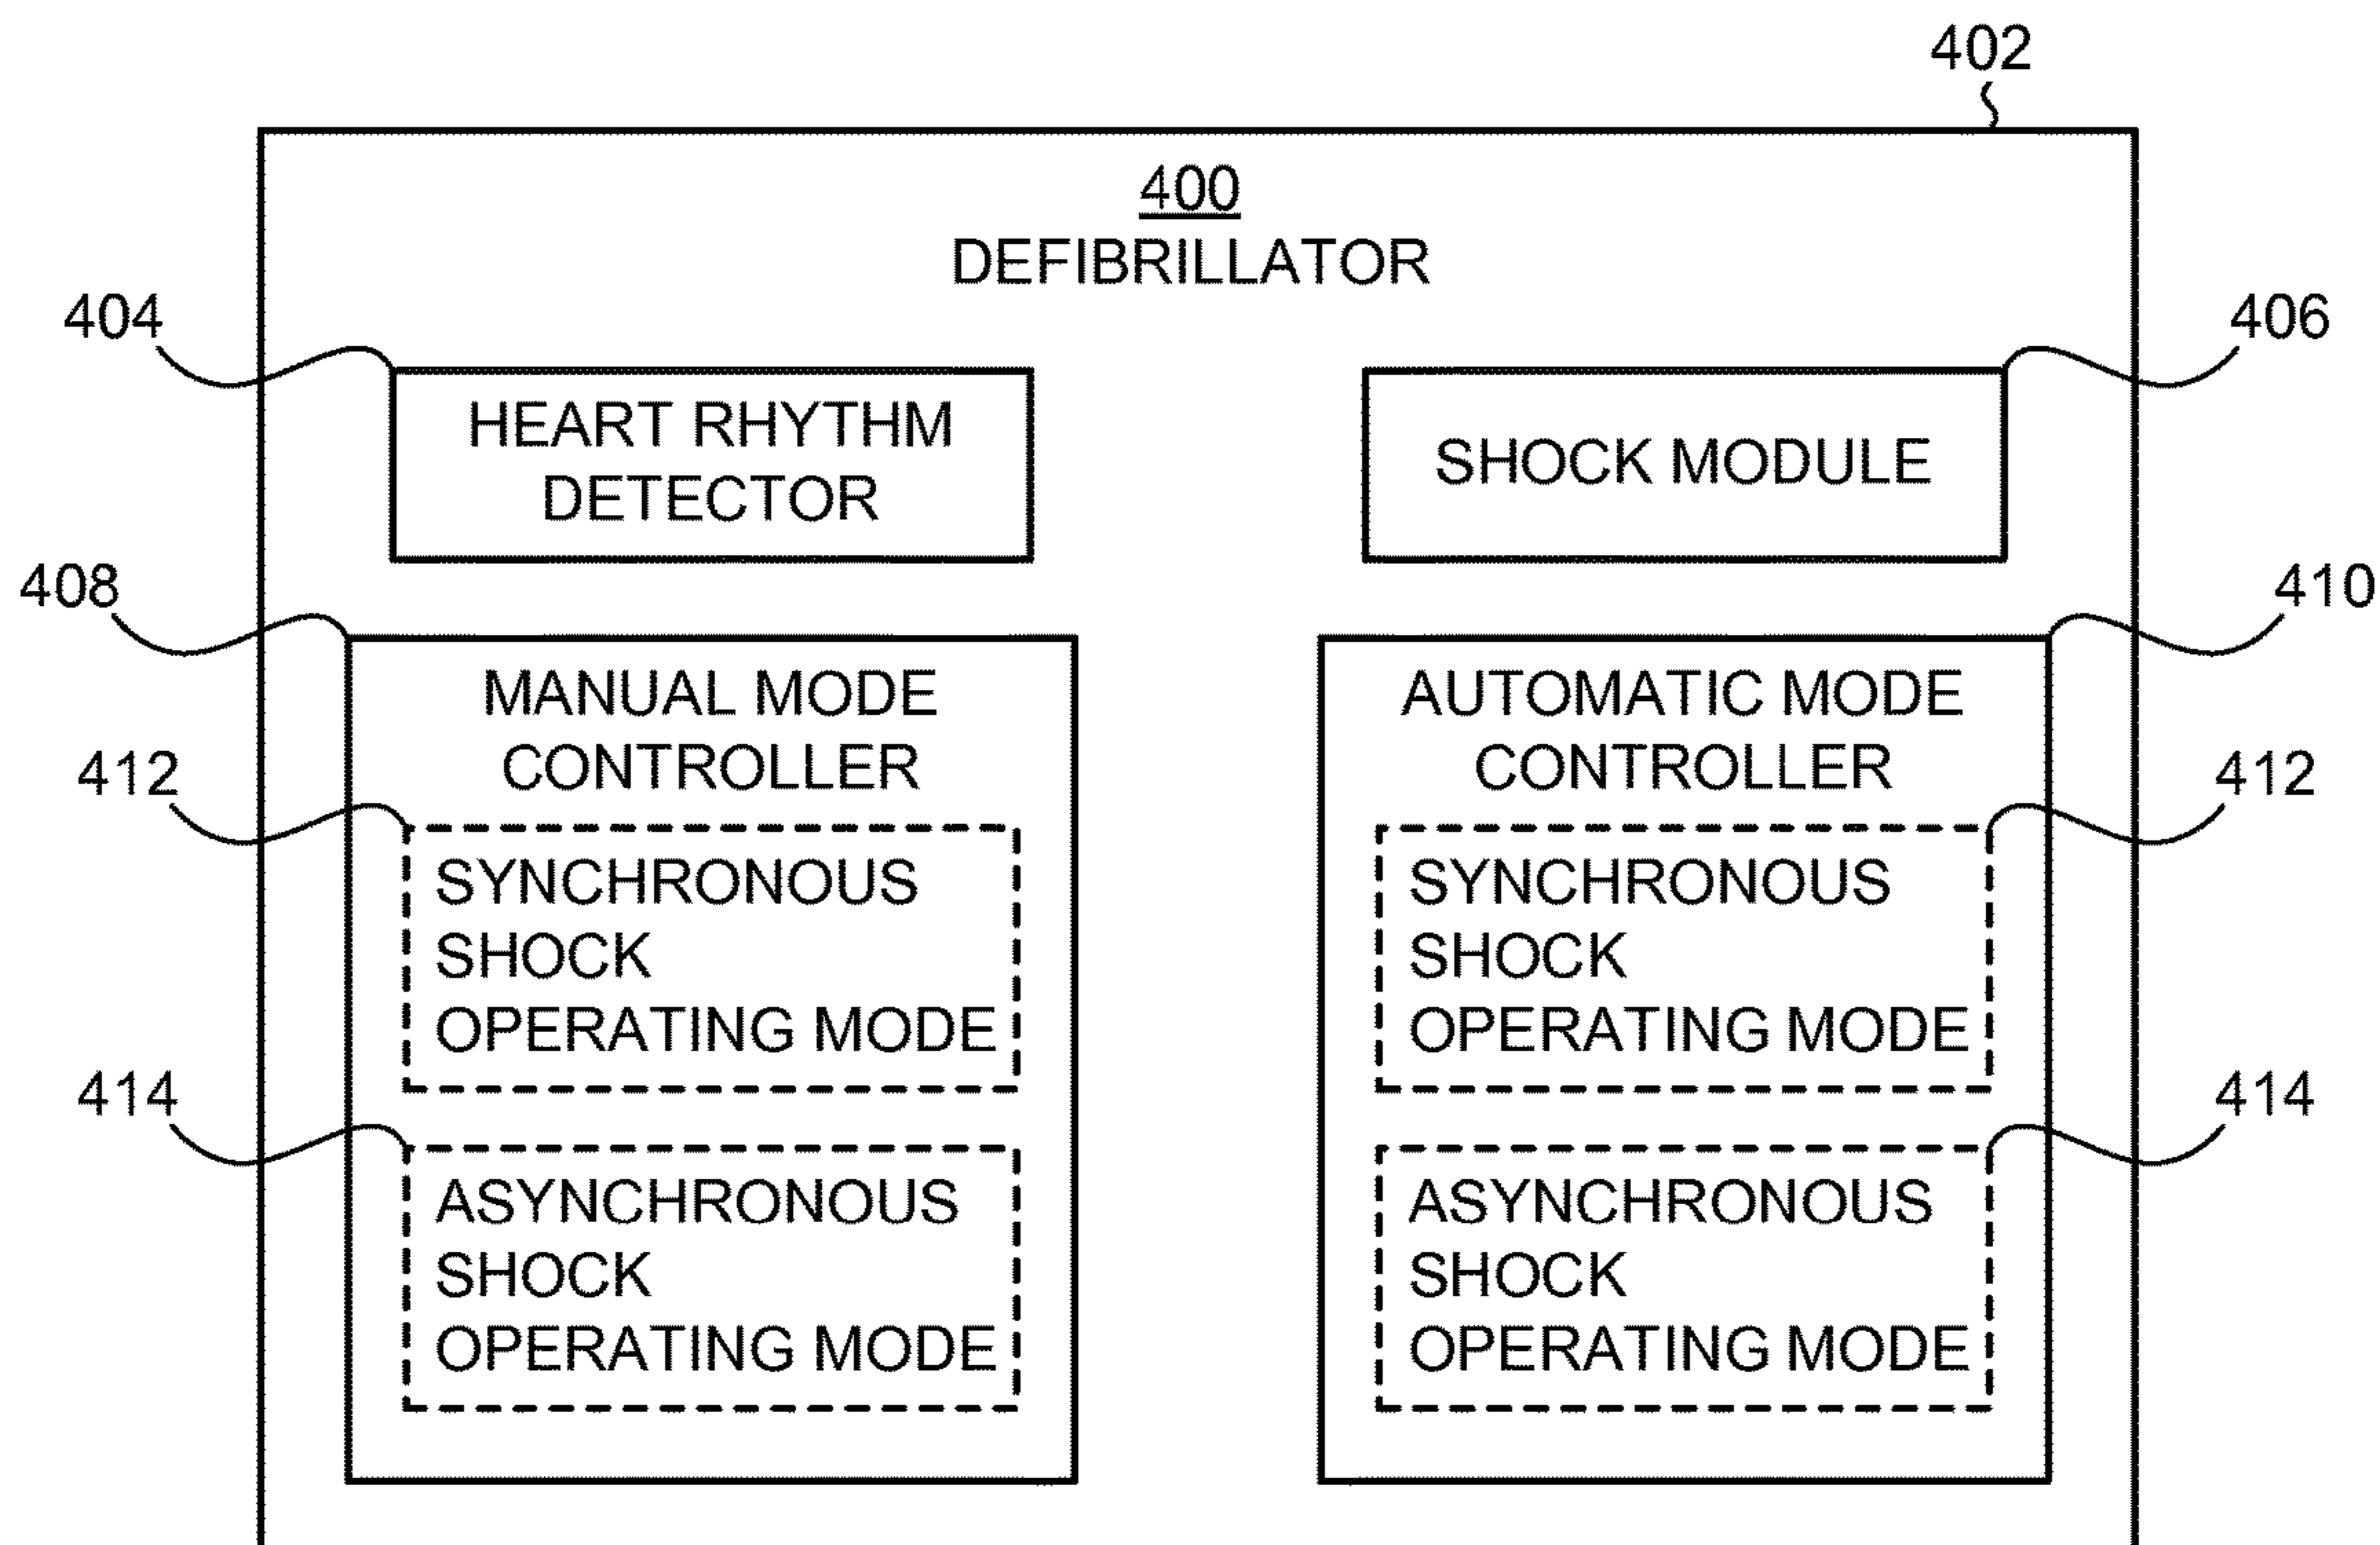 402
400
DEFIBRILLATOR
404
406
HEART RHYTHM
DETECTOR
SHOCK MODULE
408
410
MANUAL MODE
CONTROLLER
AUTOMATIC MODE
CONTROLLER
412
412
SYNCHRONOUS
SHOCK
OPERATING MODE
SYNCHRONOUS
SHOCK
OPERATING MODE
414
414
ASYNCHRONOUS
SHOCK
OPERATING MODE
ASYNCHRONOUS
SHOCK
OPERATING MODE